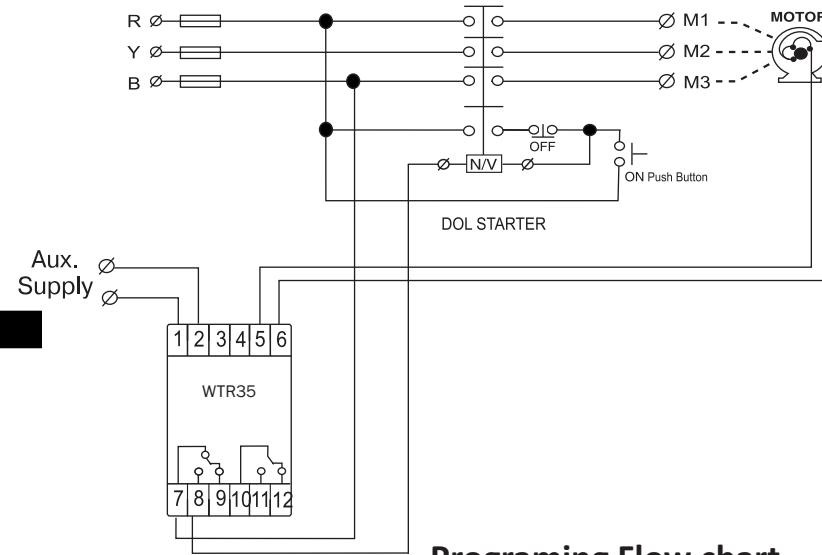 R M1 MOTOR
Y M2
B M3
OFF
N/V
ON Push Button
DOL STARTER
Aux.
Supply
1 2 3 4 5 6
WTR35
7 8 9 10 11 12
Programing Flow chart